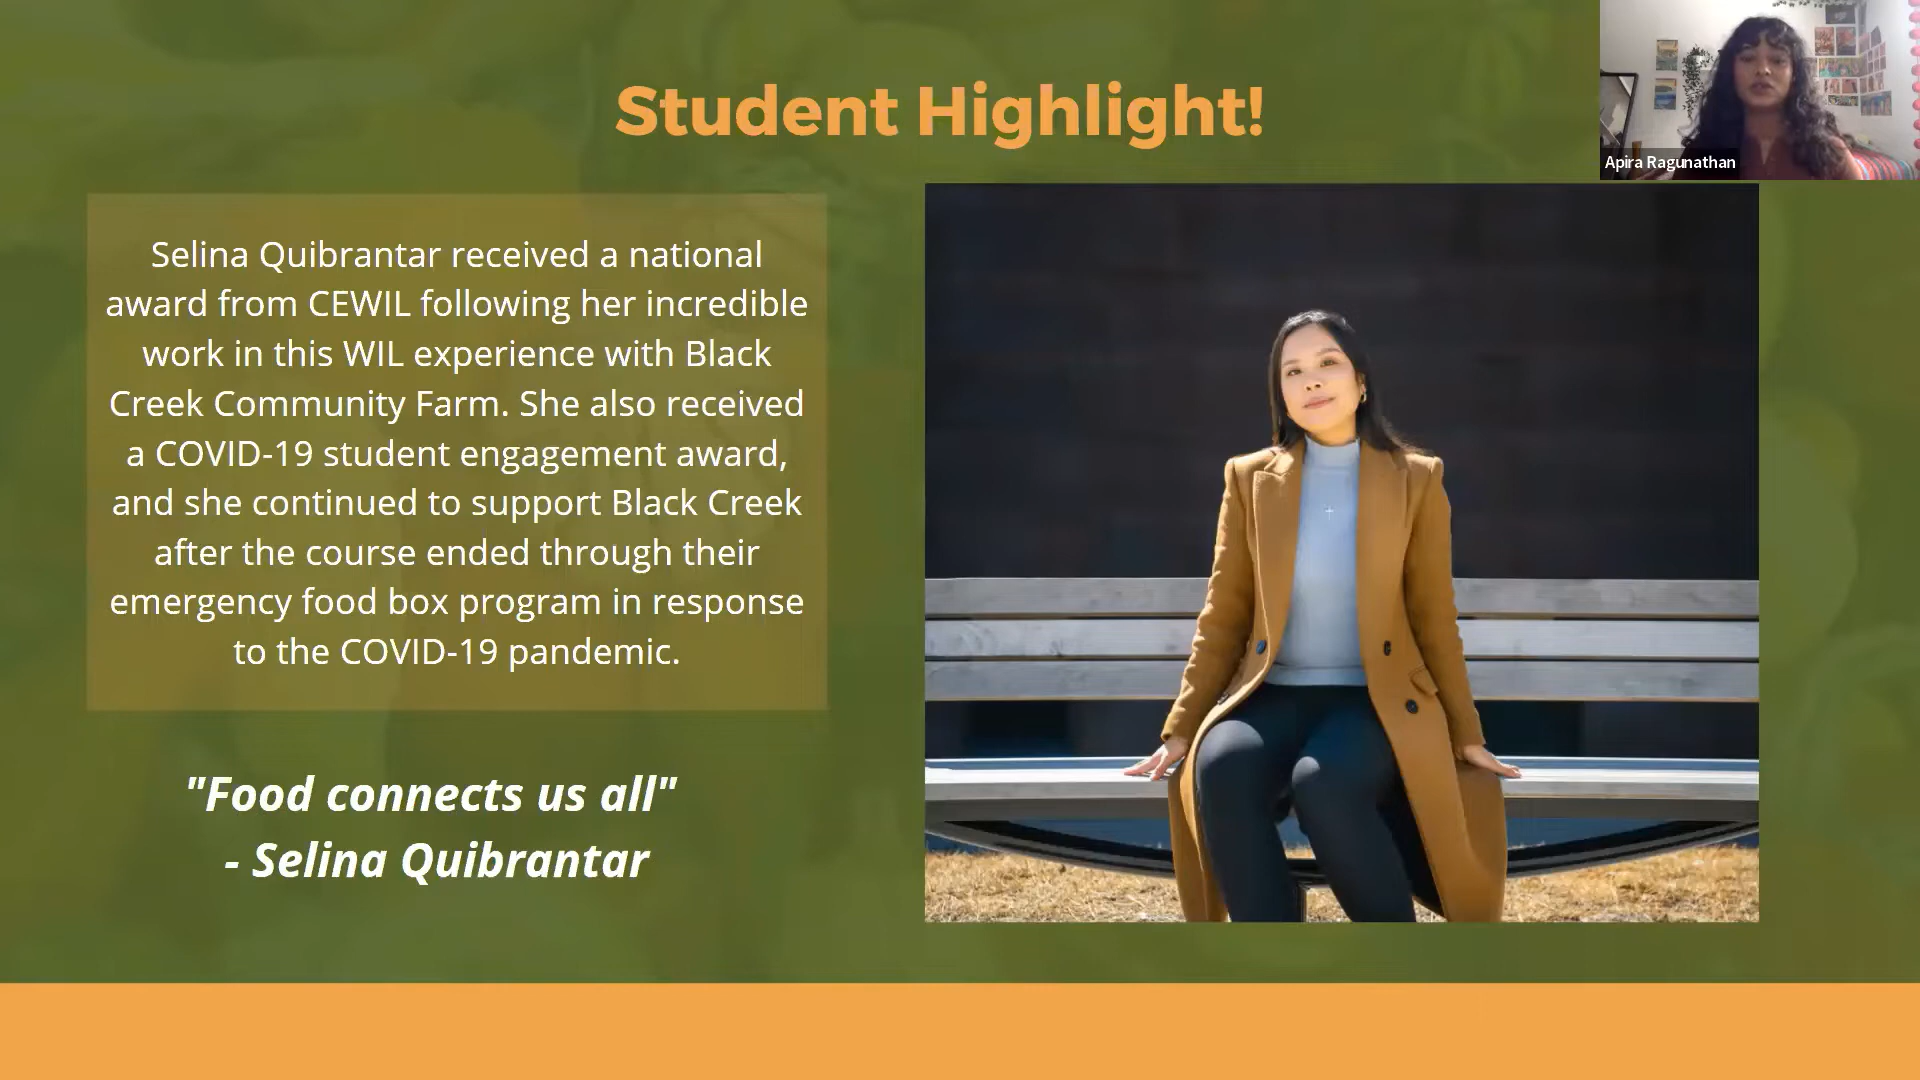 Student Highlight!
Apira Ragunathan
Selina Quibrantar received a national
award from CEWIL following her incredible
work in this WIL experience with Black
Creek Community Farm. She also received
a COVID-19 student engagement award,
and she continued to support Black Creek
after the course ended through their
emergency food box program in response
to the COVID-19 pandemic.
"Food connects us all"
- Selina Quibrantar